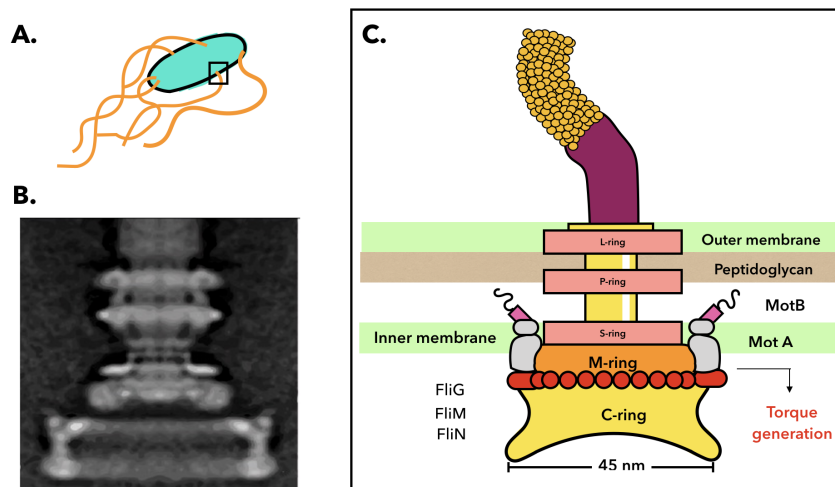 A.
B.
C.
L-ring
Outer membrane
Peptidoglycan
P-ring
MotB
Inner membrane
S-ring
Mot A
M-ring
FliG
FliM
FliN
C-ring
Torque
generation
45 nm